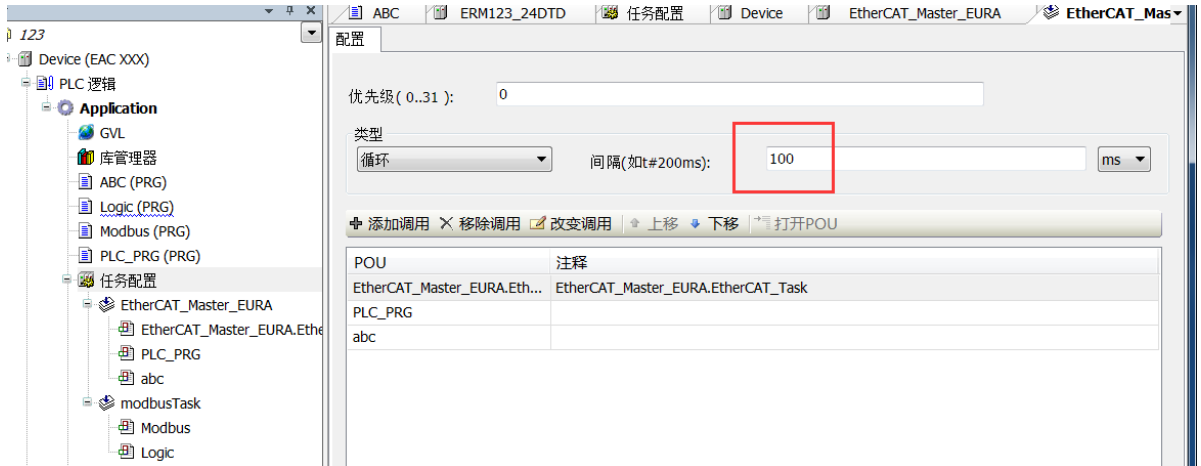 ABC
ERM123_24DTD
任务配置
Device
EtherCAT_Master_EURA
EtherCAT_Mas
123
Device (EAC XXX)
PLC 逻辑
Application
GVL
库管理器
ABC (PRG)
Logic (PRG)
Modbus (PRG)
PLC_PRG (PRG)
任务配置
EtherCAT_Master_EURA
EtherCAT_Master_EURA.Ethe
PLC_PRG
abc
modbusTask
Modbus
Logic
配置
优先级( 0..31 ):
0
类型
循环
间隔(如t#200ms):
100
ms
添加调用 移除调用 改变调用 上移 下移 打开POU
POU 注释
EtherCAT_Master_EURA.Eth... EtherCAT_Master_EURA.EtherCAT_Task
PLC_PRG
abc